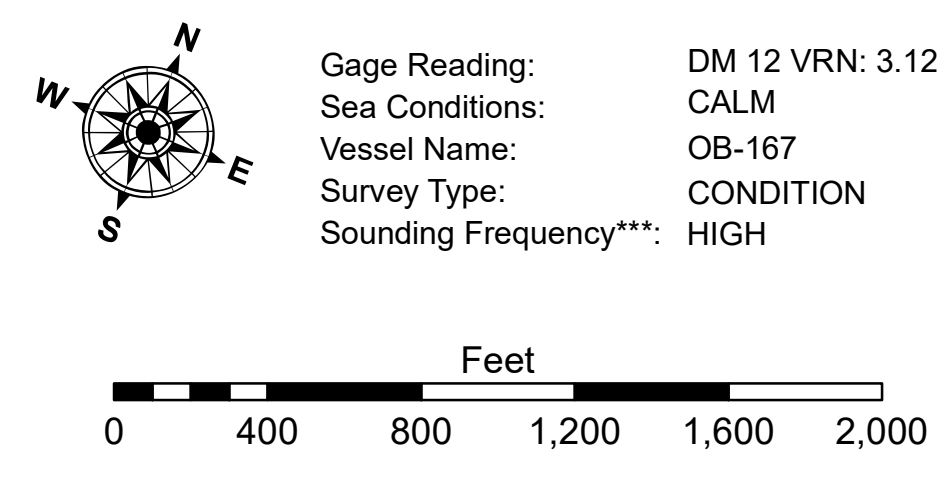 N
W
E
S
Gage Reading: DM 12 VRN: 3.12
Sea Conditions: CALM
Vessel Name: OB-167
Survey Type: CONDITION
Sounding Frequency***: HIGH
Feet
0 400 800 1,200 1,600 2,000